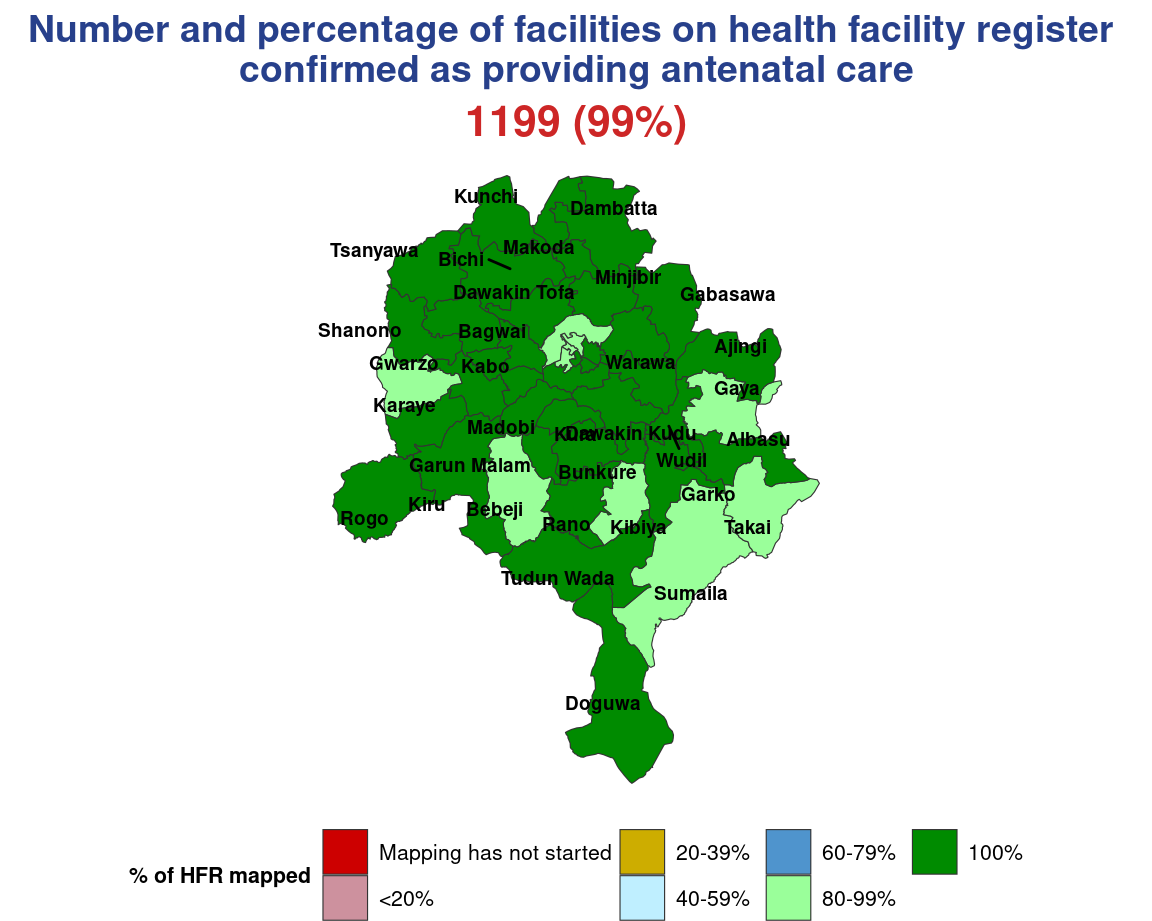 Number and percentage of facilities on health facility register
confirmed as providing antenatal care
1199 (99%)
Kunchi
Dambatta
Tsanyawa
Makoda
Bichi
Minjibir
Dawakin Tofa
Gabasawa
Shanono
Bagwai
Ajingi
Gwarzo
Kabo
Warawa
Gaya
Karaye
Madobi
Kura
Dawakin Kudu
Albasu
Garun Malam
Wudil
Bunkure
Garko
Kiru
Bebeji
Rogo
Rano
Kibiya
Takai
Tudun Wada
Sumaila
Doguwa
% of HFR mapped
Mapping has not started
20-39%
60-79%
100%
<20%
40-59%
80-99%